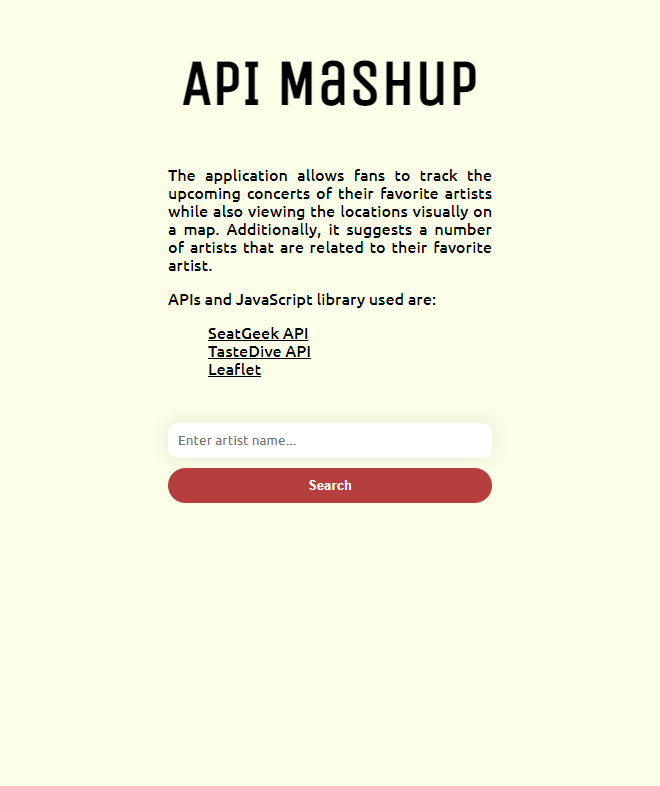 API MaSHUP
The application allows fans to track the
upcoming concerts of their favorite artists
while also viewing the locations visually on
a map. Additionally, it suggests a number
of artists that are related to their favorite
artist.
APIs and JavaScript library used are:
SeatGeek API
TasteDive API
Leaflet
Enter artist name...
Search